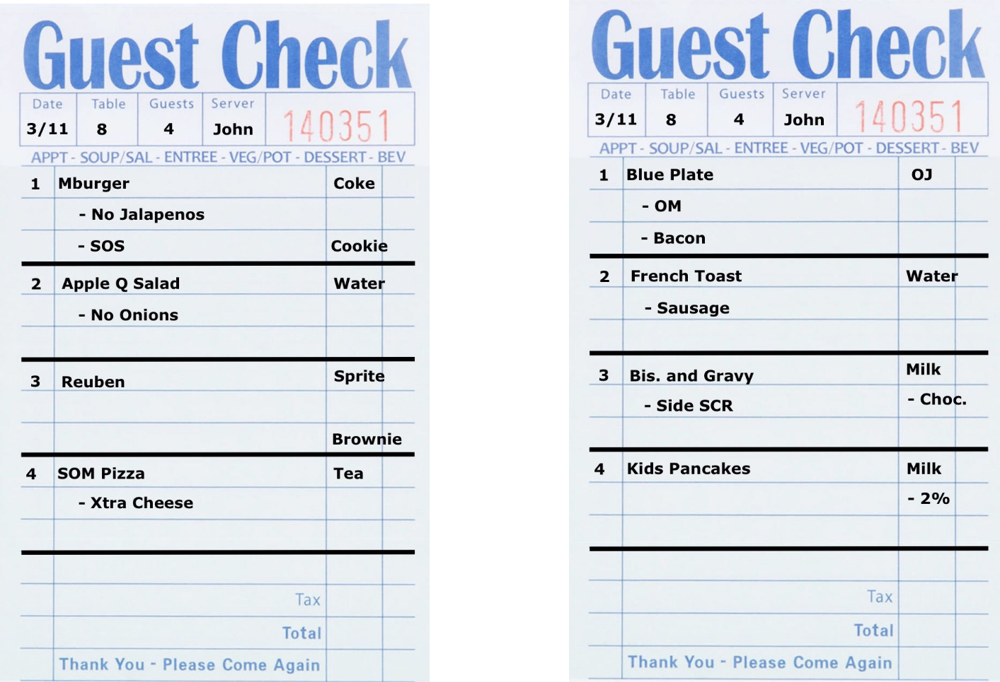 Guest Check
Date Table Guests Server
3/11 8 4 John 140351
APPT - SOUP/SAL - ENTREE - VEG/POT - DESSERT - BEV
1 Mburger Coke
- No Jalapenos
- SOS Cookie
2 Apple Q Salad Water
- No Onions
3 Reuben Sprite
Brownie
4 SOM Pizza Tea
- Xtra Cheese
Tax
Total
Thank You - Please Come Again
Guest Check
Date Table Guests Server
3/11 8 4 John 140351
APPT - SOUP/SAL - ENTREE - VEG/POT - DESSERT - BEV
1 Blue Plate OJ
- OM
- Bacon
2 French Toast Water
- Sausage
3 Bis. and Gravy Milk
- Side SCR - Choc.
4 Kids Pancakes Milk
- 2%
Tax
Total
Thank You - Please Come Again